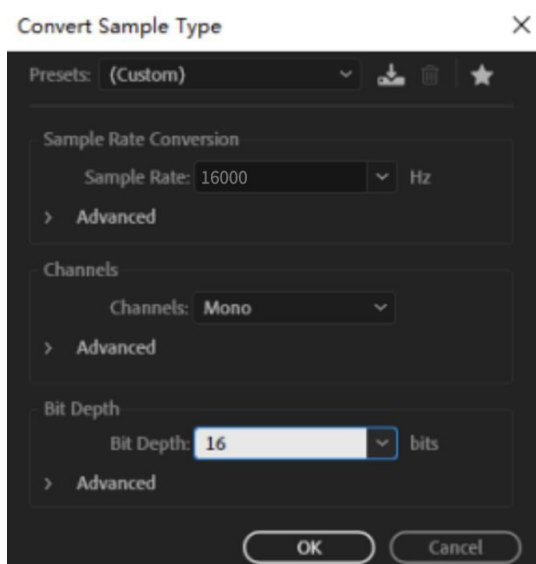 Convert Sample Type
Presets: (Custom)
Sample Rate Conversion
Sample Rate: 16000 Hz
Advanced
Channels
Channels: Mono
Advanced
Bit Depth
Bit Depth: 16 bits
Advanced
OK Cancel